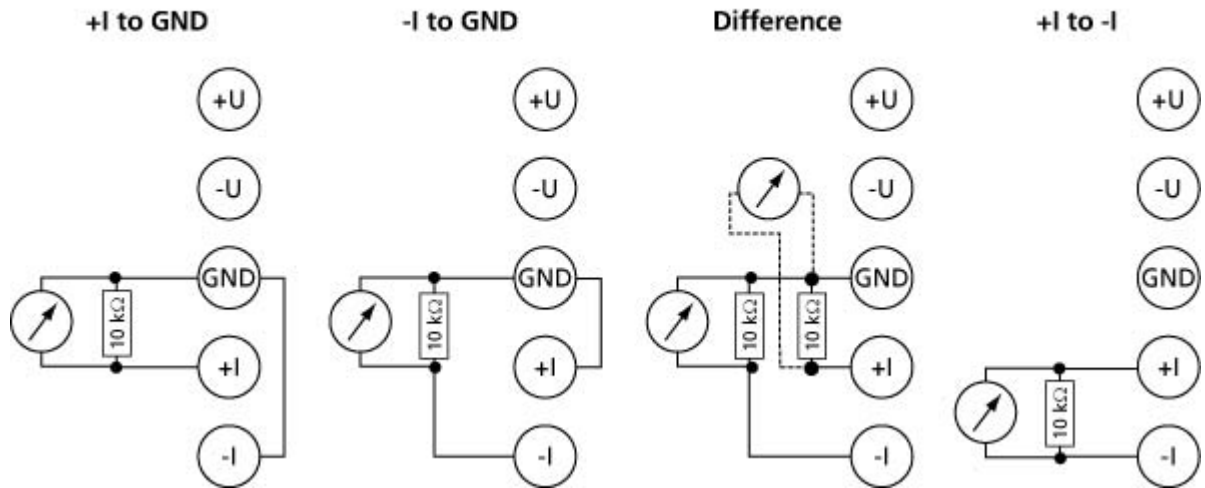 +I to GND
-I to GND
Difference
+I to -I
+U
+U
+U
+U
-U
-U
-U
-U
GND
GND
GND
GND
10 kΩ
10 kΩ
10 kΩ
10 kΩ
+I
+I
+I
+I
10 kΩ
-I
-I
-I
-I